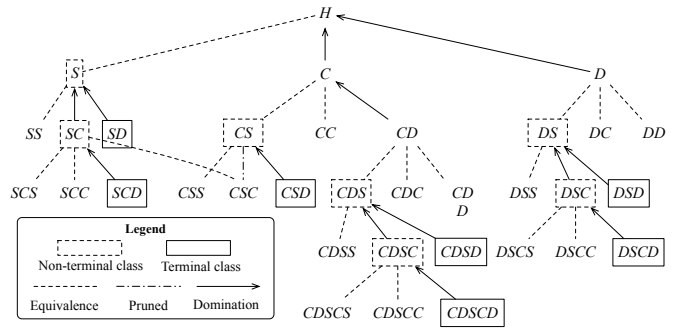 H
S C D
SS SC SD CS CC CD DS DC DD
SCS SCC SCD CSS CSC CSD CDS CDC CD
D DSS DSC DSD
CDSS CDSC CDSD DSCS DSCC DSCD
CDSCS CDSCC CDSCD
Legend
Non-terminal class Terminal class
Equivalence Pruned Domination